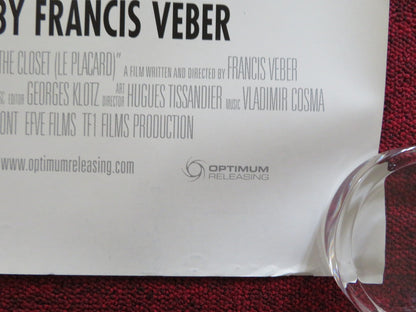 BY FRANCIS VEBER
THE CLOSET (LE PLACARD)" A FILM WRITTEN AND DIRECTED BY FRANCIS VEBER
EDITOR GEORGES KLOTZ ART DIRECTOR HUGUES TISSANDIER MUSIC VLADIMIR COSMA
ONT EFVE FILMS TF1 FILMS PRODUCTION
www.optimumreleasing.com
OPTIMUM
RELEASING